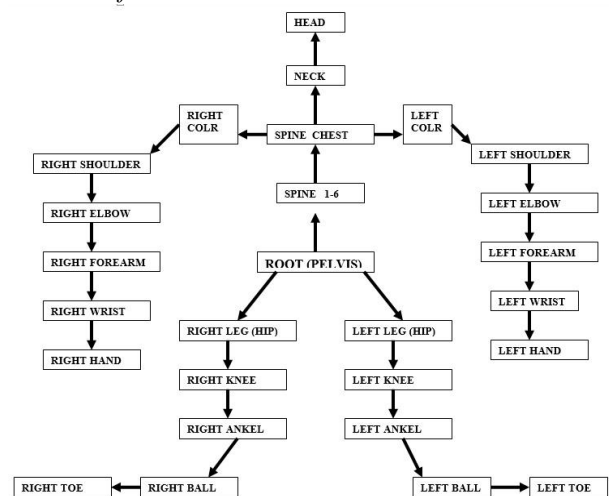 HEAD
NECK
RIGHT
COLR
LEFT
COLR
SPINE CHEST
RIGHT SHOULDER
LEFT SHOULDER
SPINE 1-6
RIGHT ELBOW
LEFT ELBOW
RIGHT FOREARM
LEFT FOREARM
ROOT (PELVIS)
RIGHT WRIST
LEFT WRIST
RIGHT LEG (HIP)
LEFT LEG (HIP)
RIGHT HAND
LEFT HAND
RIGHT KNEE
LEFT KNEE
RIGHT ANKEL
LEFT ANKEL
RIGHT TOE
RIGHT BALL
LEFT BALL
LEFT TOE